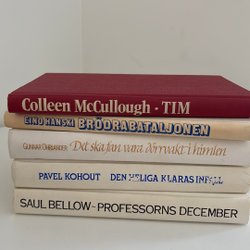 Colleen McCullough · TIM
EINO HANSKI BRÖDRABATALJONEN
GUNNAR OHRLANDER Det ska fan vara dörrvakt i himlen
PAVEL KOHOUT DEN HELIGA KLARAS INFALL
SAUL BELLOW - PROFESSORNS DECEMBER